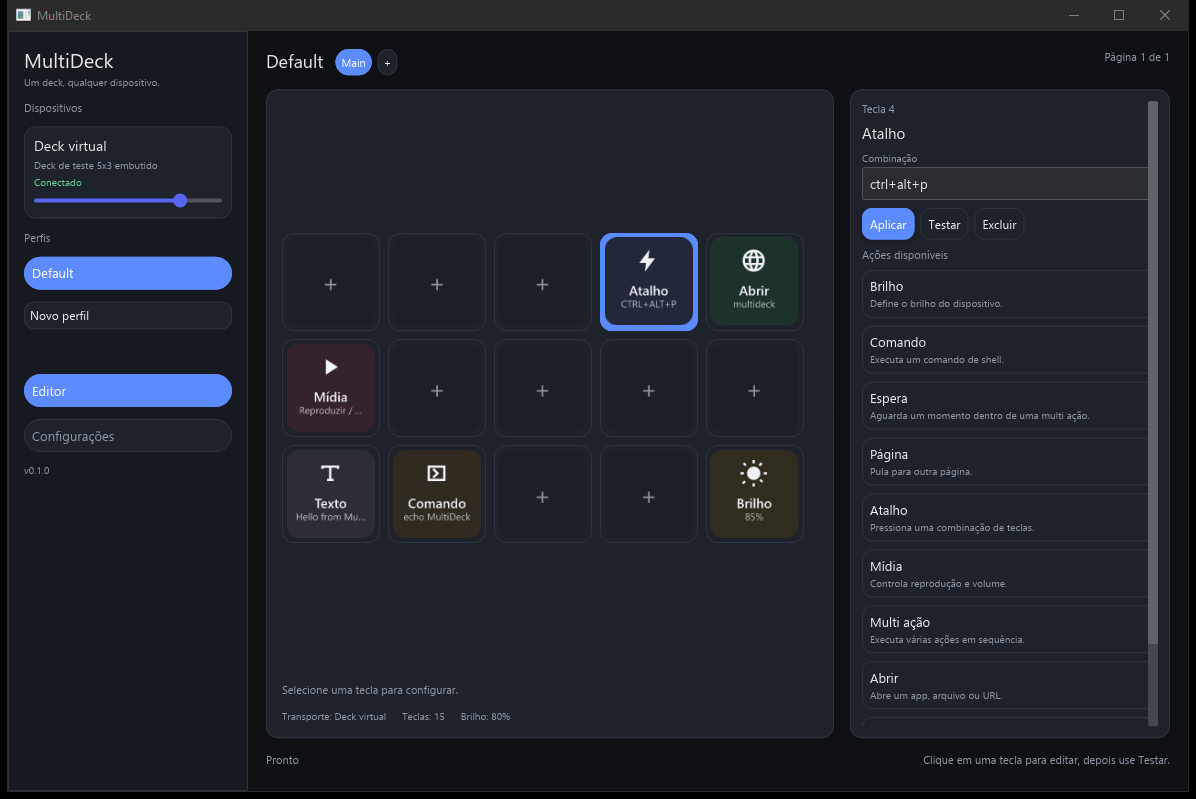 MultiDeck
MultiDeck
Um deck, qualquer dispositivo.
Dispositivos
Deck virtual
Deck de teste 5x3 embutido
Conectado
Perfis
Default
Novo perfil
Editor
Configurações
v0.1.0
Default Main +
Página 1 de 1
+ + +
Atalho
CTRL+ALT+P
Abrir
multideck
Mídia
Reproduzir / ...
+ + + +
Texto
Hello from Mu...
Comando
echo MultiDeck
+ +
Brilho
85%
Selecione uma tecla para configurar.
Transporte: Deck virtual Teclas: 15 Brilho: 80%
Tecla 4
Atalho
Combinação
ctrl+alt+p
Aplicar Testar Excluir
Ações disponíveis
Brilho
Define o brilho do dispositivo.
Comando
Executa um comando de shell.
Espera
Aguarda um momento dentro de uma multi ação.
Página
Pula para outra página.
Atalho
Pressiona uma combinação de teclas.
Mídia
Controla reprodução e volume.
Multi ação
Executa várias ações em sequência.
Abrir
Abre um app, arquivo ou URL.
Pronto
Clique em uma tecla para editar, depois use Testar.